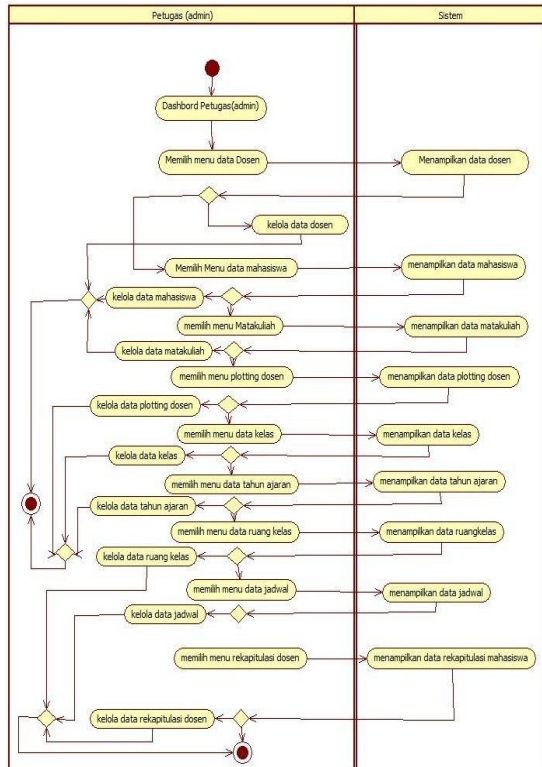 Petugas (admin)
Sistem
Dashbord Petugas(admin)
Memilih menu data Dosen
Menampilkan data dosen
kelola data dosen
Memilih Menu data mahasiswa
menampilkan data mahasiswa
kelola data mahasiswa
memilih menu Matakuliah
menampilkan data matakuliah
kelola data matakuliah
memilih menu plotting dosen
menampilkan data plotting dosen
kelola data plotting dosen
memilih menu data kelas
menampilkan data kelas
kelola data kelas
memilih menu data tahun ajaran
menampilkan data tahun ajaran
kelola data tahun ajaran
memilih menu data ruang kelas
menampilkan data ruangkelas
kelola data ruang kelas
memilih menu data jadwal
menampilkan data jadwal
kelola data jadwal
memilih menu rekapitulasi dosen
menampilkan data rekapitulasi mahasiswa
kelola data rekapitulasi dosen